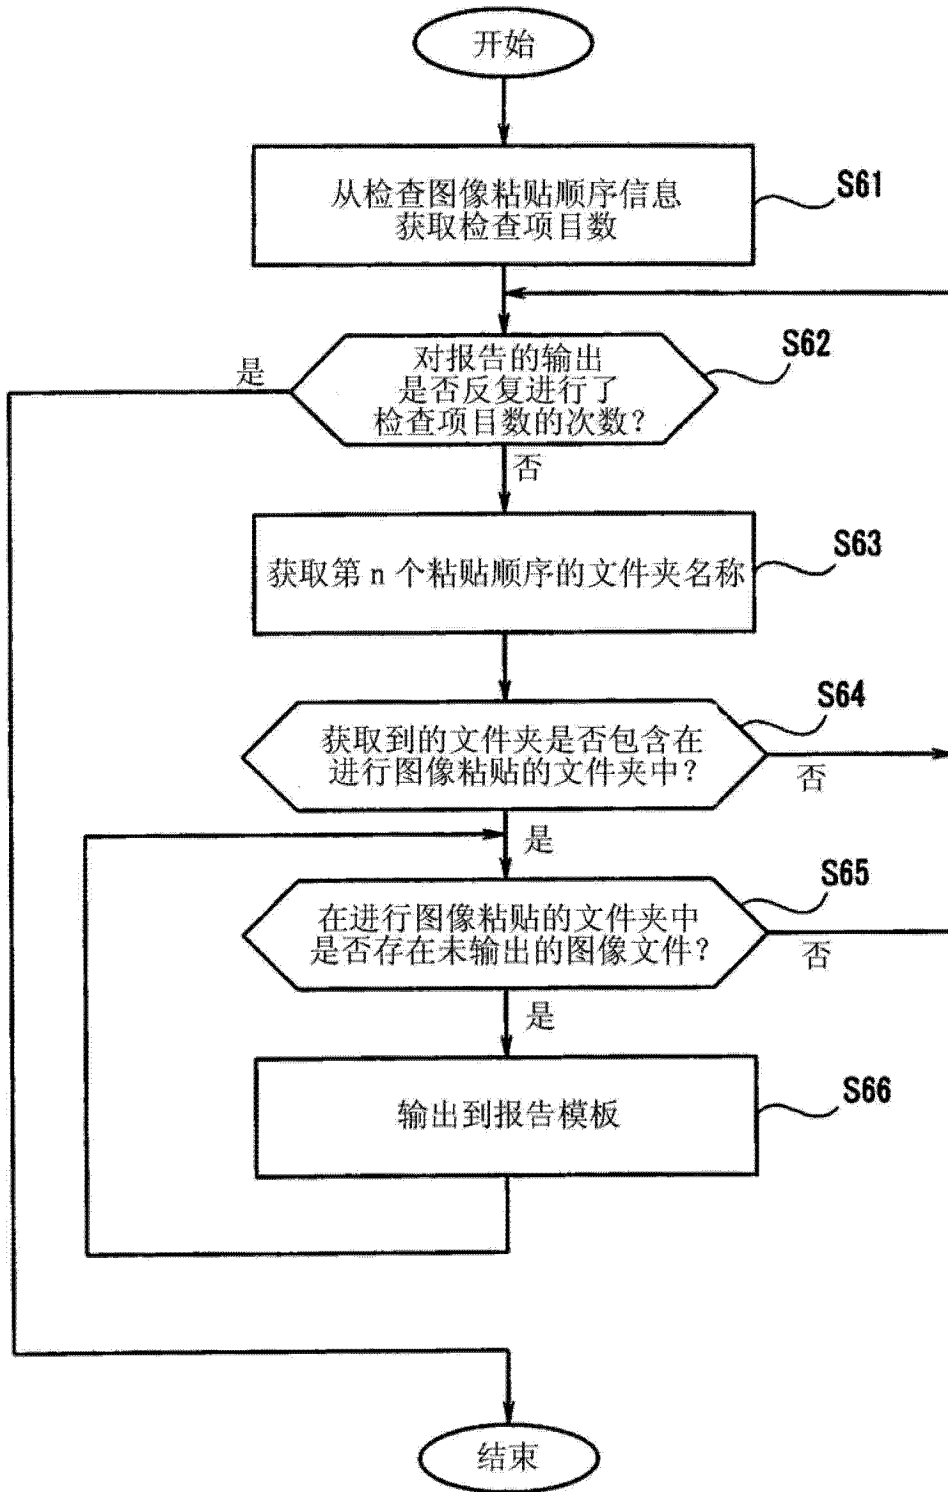 开始
从检查图像粘贴顺序信息
获取检查项目数
S61
对报告的输出
是否反复进行了
检查项目数的次数？
S62
是
否
获取第 n 个粘贴顺序的文件夹名称
S63
获取到的文件夹是否包含在
进行图像粘贴的文件夹中？
S64
否
是
在进行图像粘贴的文件夹中
是否存在未输出的图像文件？
S65
否
是
输出到报告模板
S66
结束